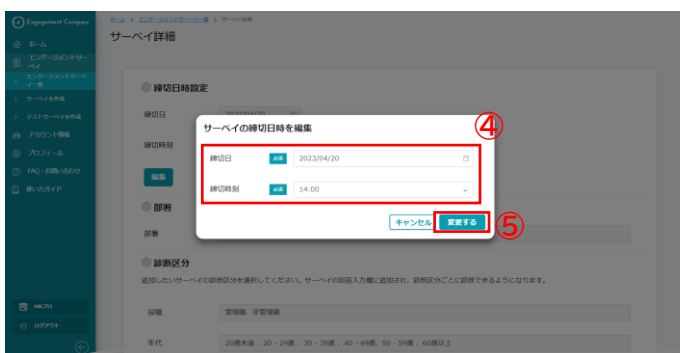 Engagement Compass
ホーム > エンゲージメントサーベイ一覧 > サーベイ詳細
サーベイ詳細
ホーム
エンゲージメントサーベイ
> エンゲージメントサーベイ一覧
> サーベイを作成
> テストサーベイを作成
アカウント情報
プロフィール
FAQ・お問い合わせ
使い方ガイド
ログアウト
締切日時設定
締切日
2023/04/20
締切時刻
編集
サーベイの締切日時を編集
④
締切日 必須 2023/04/20
締切時刻 必須 14:00
キャンセル 変更する
⑤
部署
部署
診断区分
追加したいサーベイの診断区分を選択してください。サーベイの回答入力欄に追加され、診断区分ごとに診断できるようになります。
役職 管理職、非管理職
年代 20歳未満 、20 - 29歳 、30 - 39歳 、40 - 49歳、50 - 59歳 、60歳以上